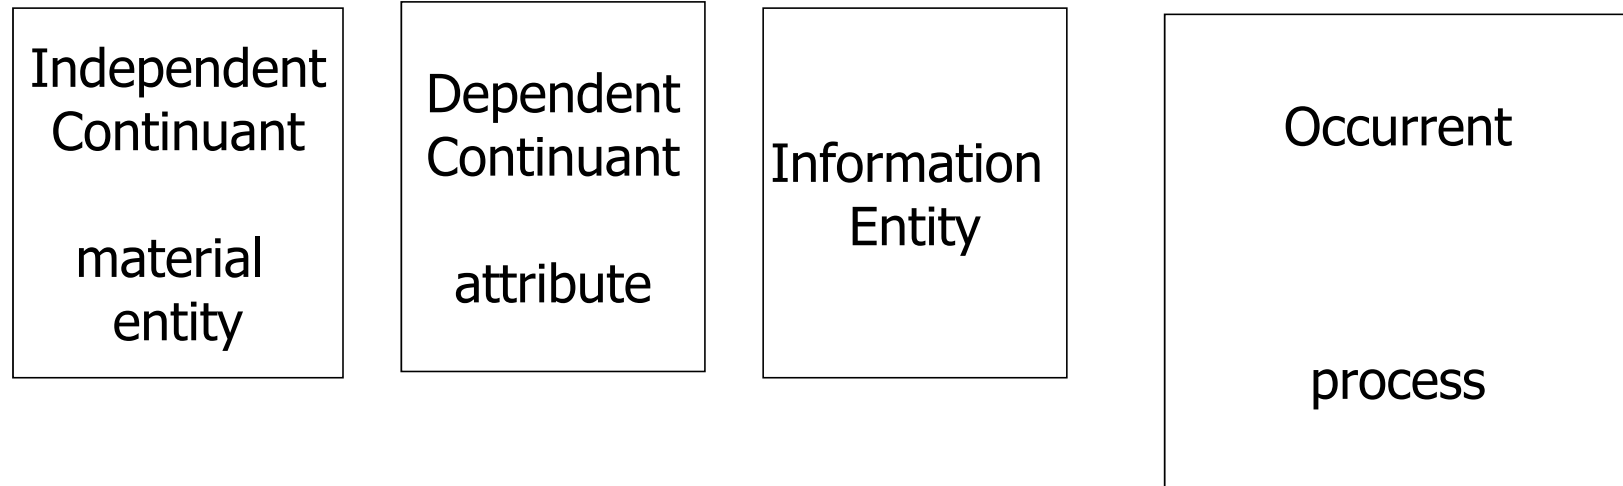 Independent
Continuant
material
entity
Dependent
Continuant
attribute
Information
Entity
Occurrent
process